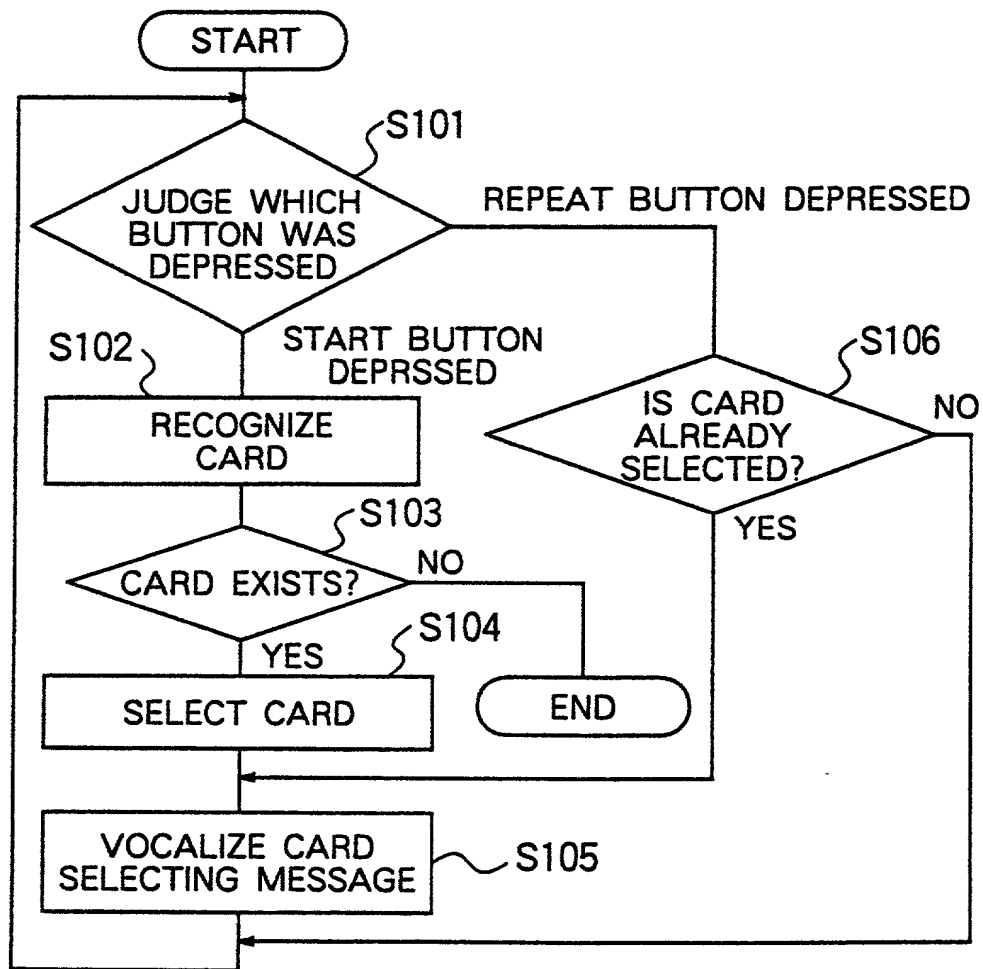 START
S101
JUDGE WHICH
BUTTON WAS
DEPRESSED
REPEAT BUTTON DEPRESSED
START BUTTON
DEPRSSED
S102
RECOGNIZE
CARD
S106
IS CARD
ALREADY
SELECTED?
NO
YES
S103
CARD EXISTS?
NO
YES
S104
SELECT CARD
END
VOCALIZE CARD
SELECTING MESSAGE
S105